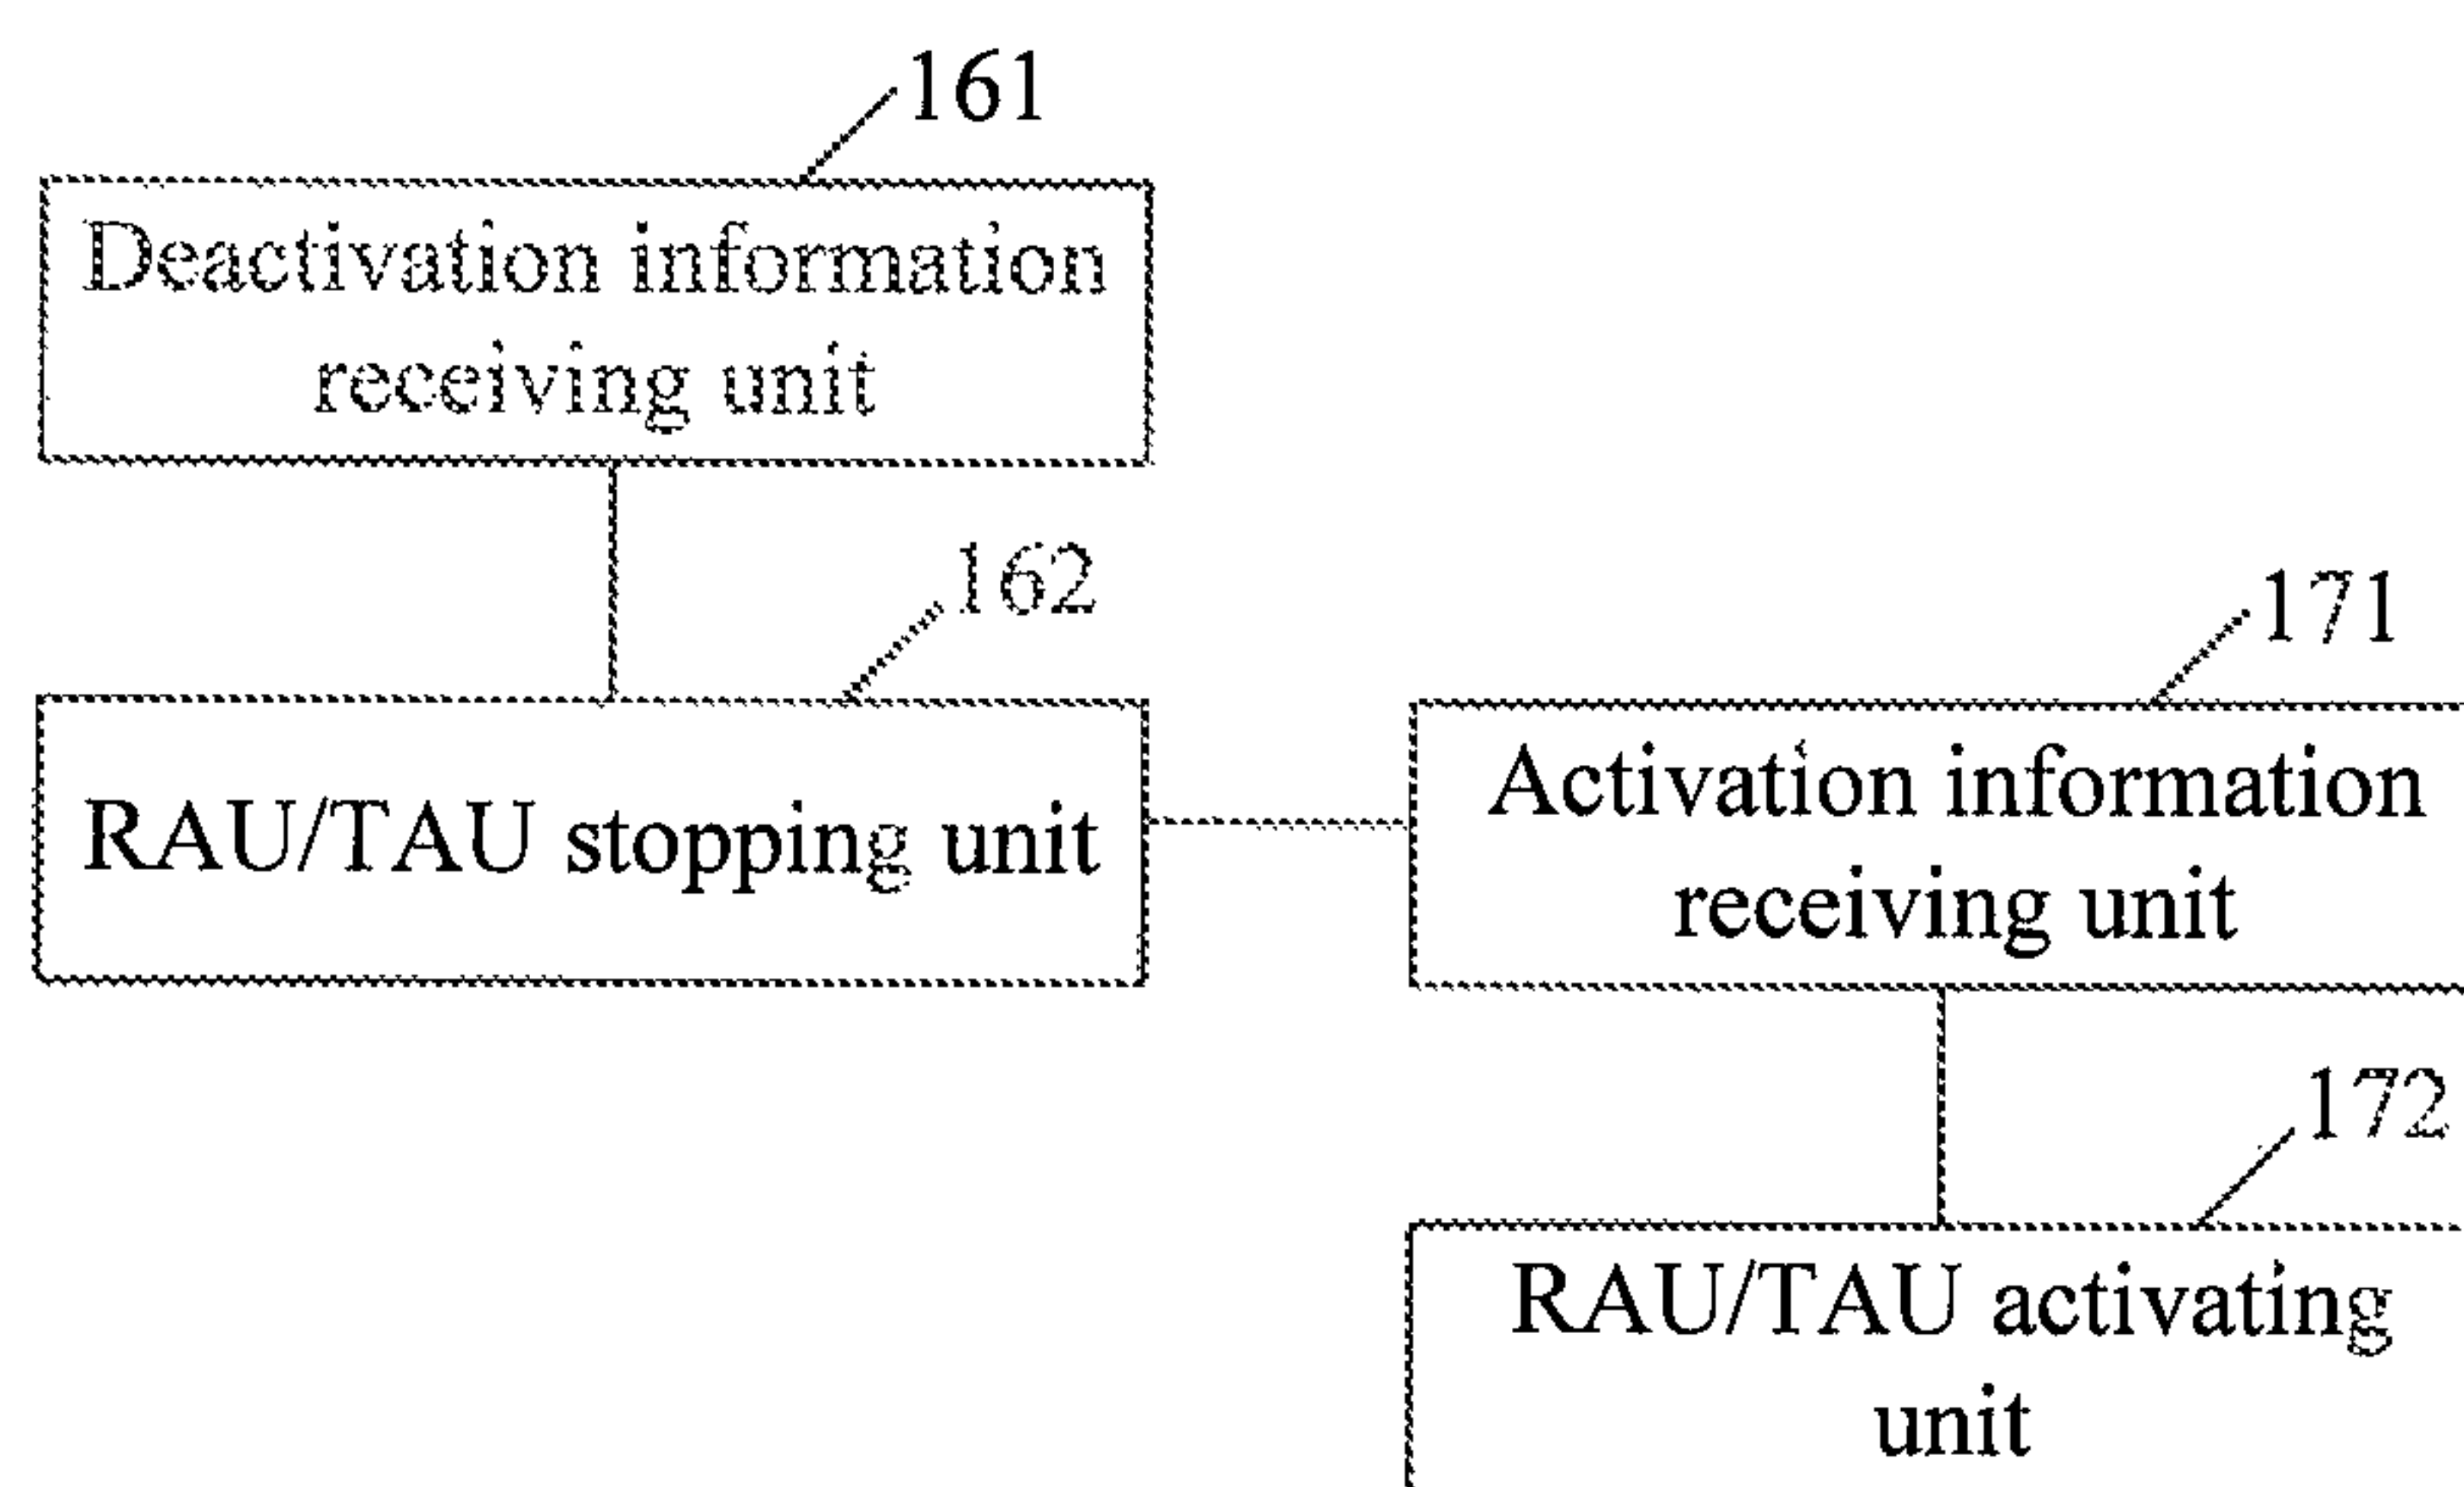 161
Deactivation information
receiving unit
162
RAU/TAU stopping unit
171
Activation information
receiving unit
172
RAU/TAU activating
unit